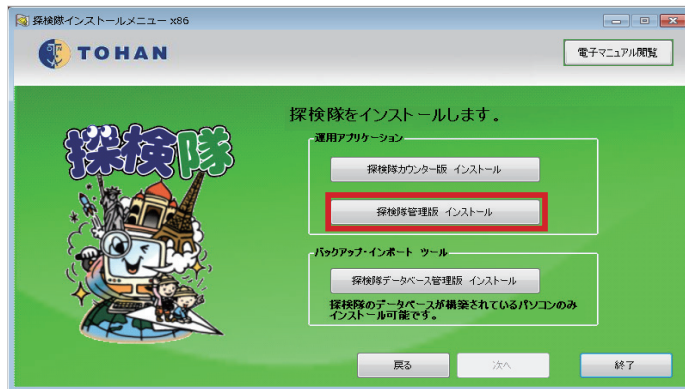 探検隊インストールメニュー x86
TOHAN
電子マニュアル閲覧
探検隊をインストールします。
探検隊
運用アプリケーション
探検隊カウンター版 インストール
探検隊管理版 インストール
バックアップ・インポート ツール
探検隊データベース管理版 インストール
探検隊のデータベースが構築されているパソコンのみ
インストール可能です。
戻る
次へ
終了